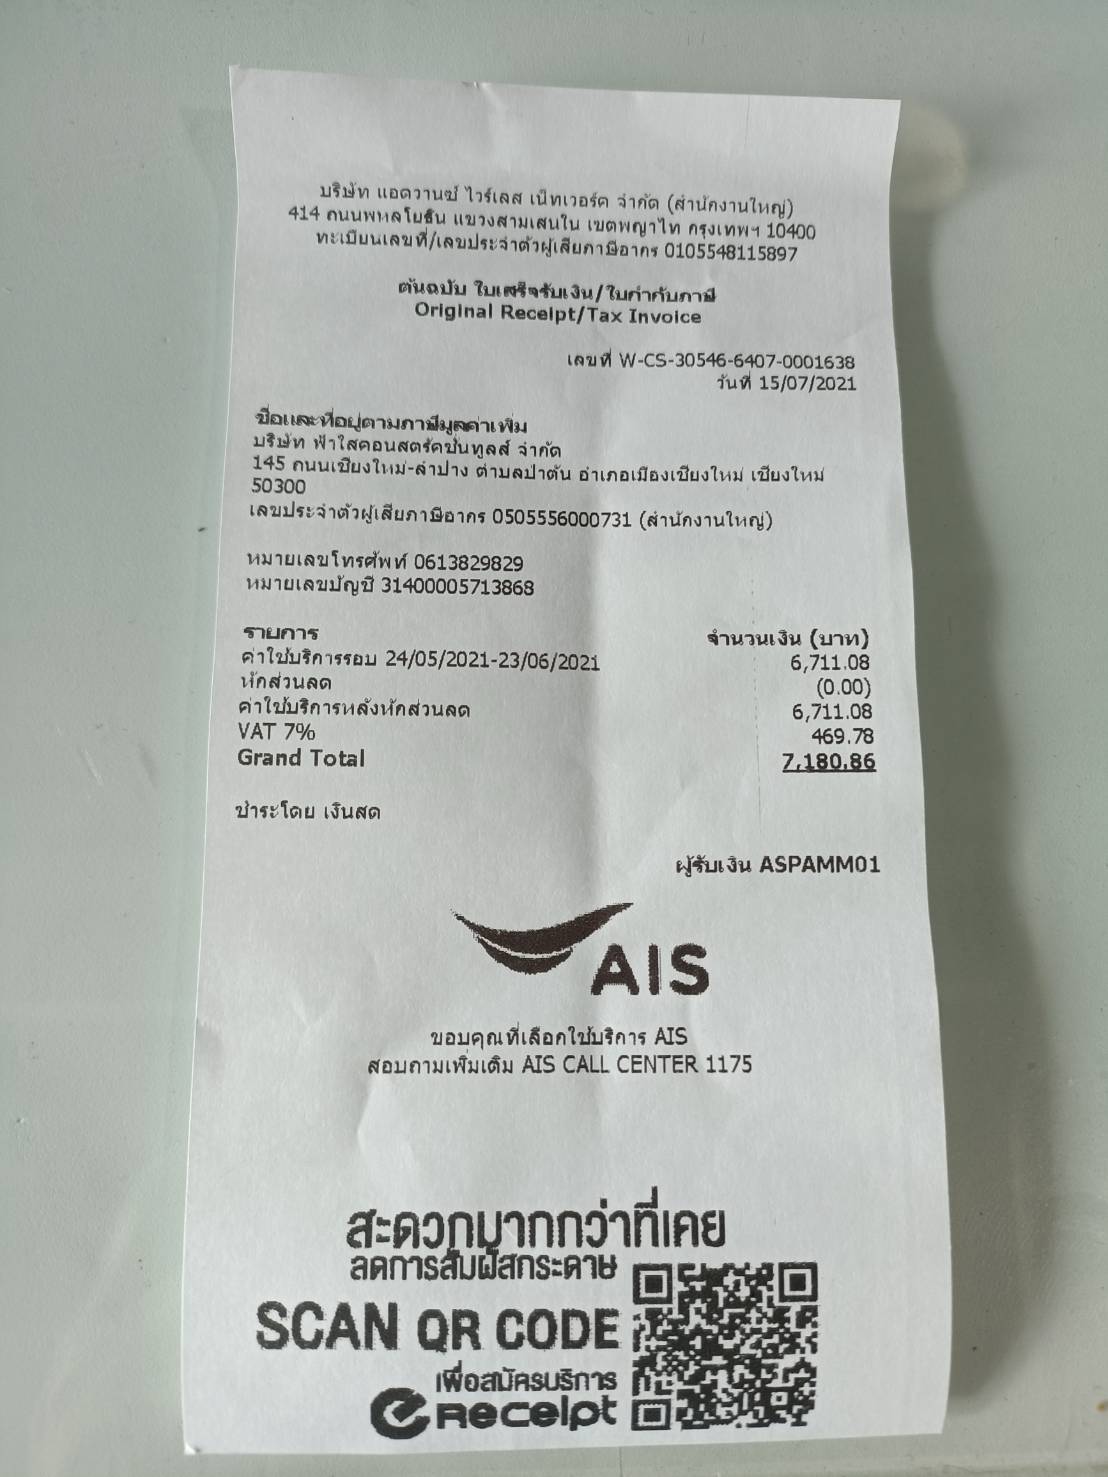 บริษัท แอดวานซ์ ไวร์เลส เน็ทเวอร์ค จำกัด (สำนักงานใหญ่)
414 ถนนพหลโยธิน แขวงสามเสนใน เขตพญาไท กรุงเทพฯ 10400
ทะเบียนเลขที่/เลขประจำตัวผู้เสียภาษีอากร 0105548115897
ต้นฉบับ ใบเสร็จรับเงิน/ใบกำกับภาษี
Original Receipt/Tax Invoice
เลขที่ W-CS-30546-6407-0001638
วันที่ 15/07/2021
ชื่อและที่อยู่ตามภาษีมูลค่าเพิ่ม
บริษัท ฟ้าใสคอนสตรัคชั่นทูลส์ จำกัด
145 ถนนเชียงใหม่-ลำปาง ตำบลป่าตัน อำเภอเมืองเชียงใหม่ เชียงใหม่
50300
เลขประจำตัวผู้เสียภาษีอากร 0505556000731 (สำนักงานใหญ่)
หมายเลขโทรศัพท์ 0613829829
หมายเลขบัญชี 31400005713868
รายการ จำนวนเงิน (บาท)
ค่าใช้บริการรอบ 24/05/2021-23/06/2021 6,711.08
หักส่วนลด (0.00)
ค่าใช้บริการหลังหักส่วนลด 6,711.08
VAT 7% 469.78
Grand Total 7,180.86
ชำระโดย เงินสด
ผู้รับเงิน ASPAMM01
AIS
ขอบคุณที่เลือกใช้บริการ AIS
สอบถามเพิ่มเติม AIS CALL CENTER 1175
สะดวกมากกว่าที่เคย
ลดการสัมผัสกระดาษ
SCAN QR CODE
เพื่อสมัครบริการ
eReceipt